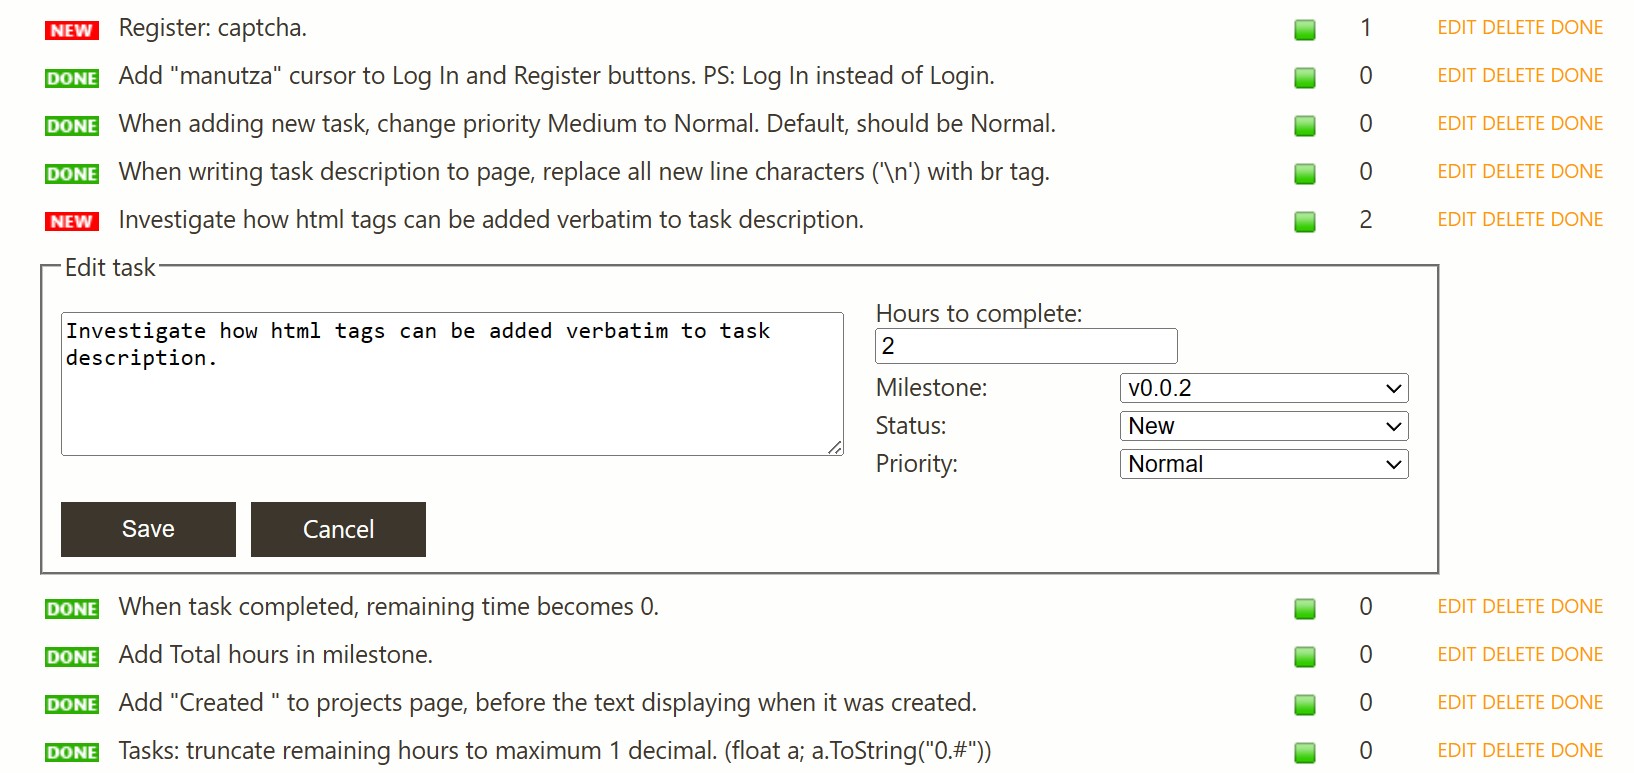 NEW Register: captcha. 1 EDIT DELETE DONE
DONE Add "manutza" cursor to Log In and Register buttons. PS: Log In instead of Login. 0 EDIT DELETE DONE
DONE When adding new task, change priority Medium to Normal. Default, should be Normal. 0 EDIT DELETE DONE
DONE When writing task description to page, replace all new line characters ('\n') with br tag. 0 EDIT DELETE DONE
NEW Investigate how html tags can be added verbatim to task description. 2 EDIT DELETE DONE
Edit task
Investigate how html tags can be added verbatim to task
description.
Hours to complete:
2
Milestone: v0.0.2
Status: New
Priority: Normal
Save Cancel
DONE When task completed, remaining time becomes 0. 0 EDIT DELETE DONE
DONE Add Total hours in milestone. 0 EDIT DELETE DONE
DONE Add "Created " to projects page, before the text displaying when it was created. 0 EDIT DELETE DONE
DONE Tasks: truncate remaining hours to maximum 1 decimal. (float a; a.ToString("0.#")) 0 EDIT DELETE DONE